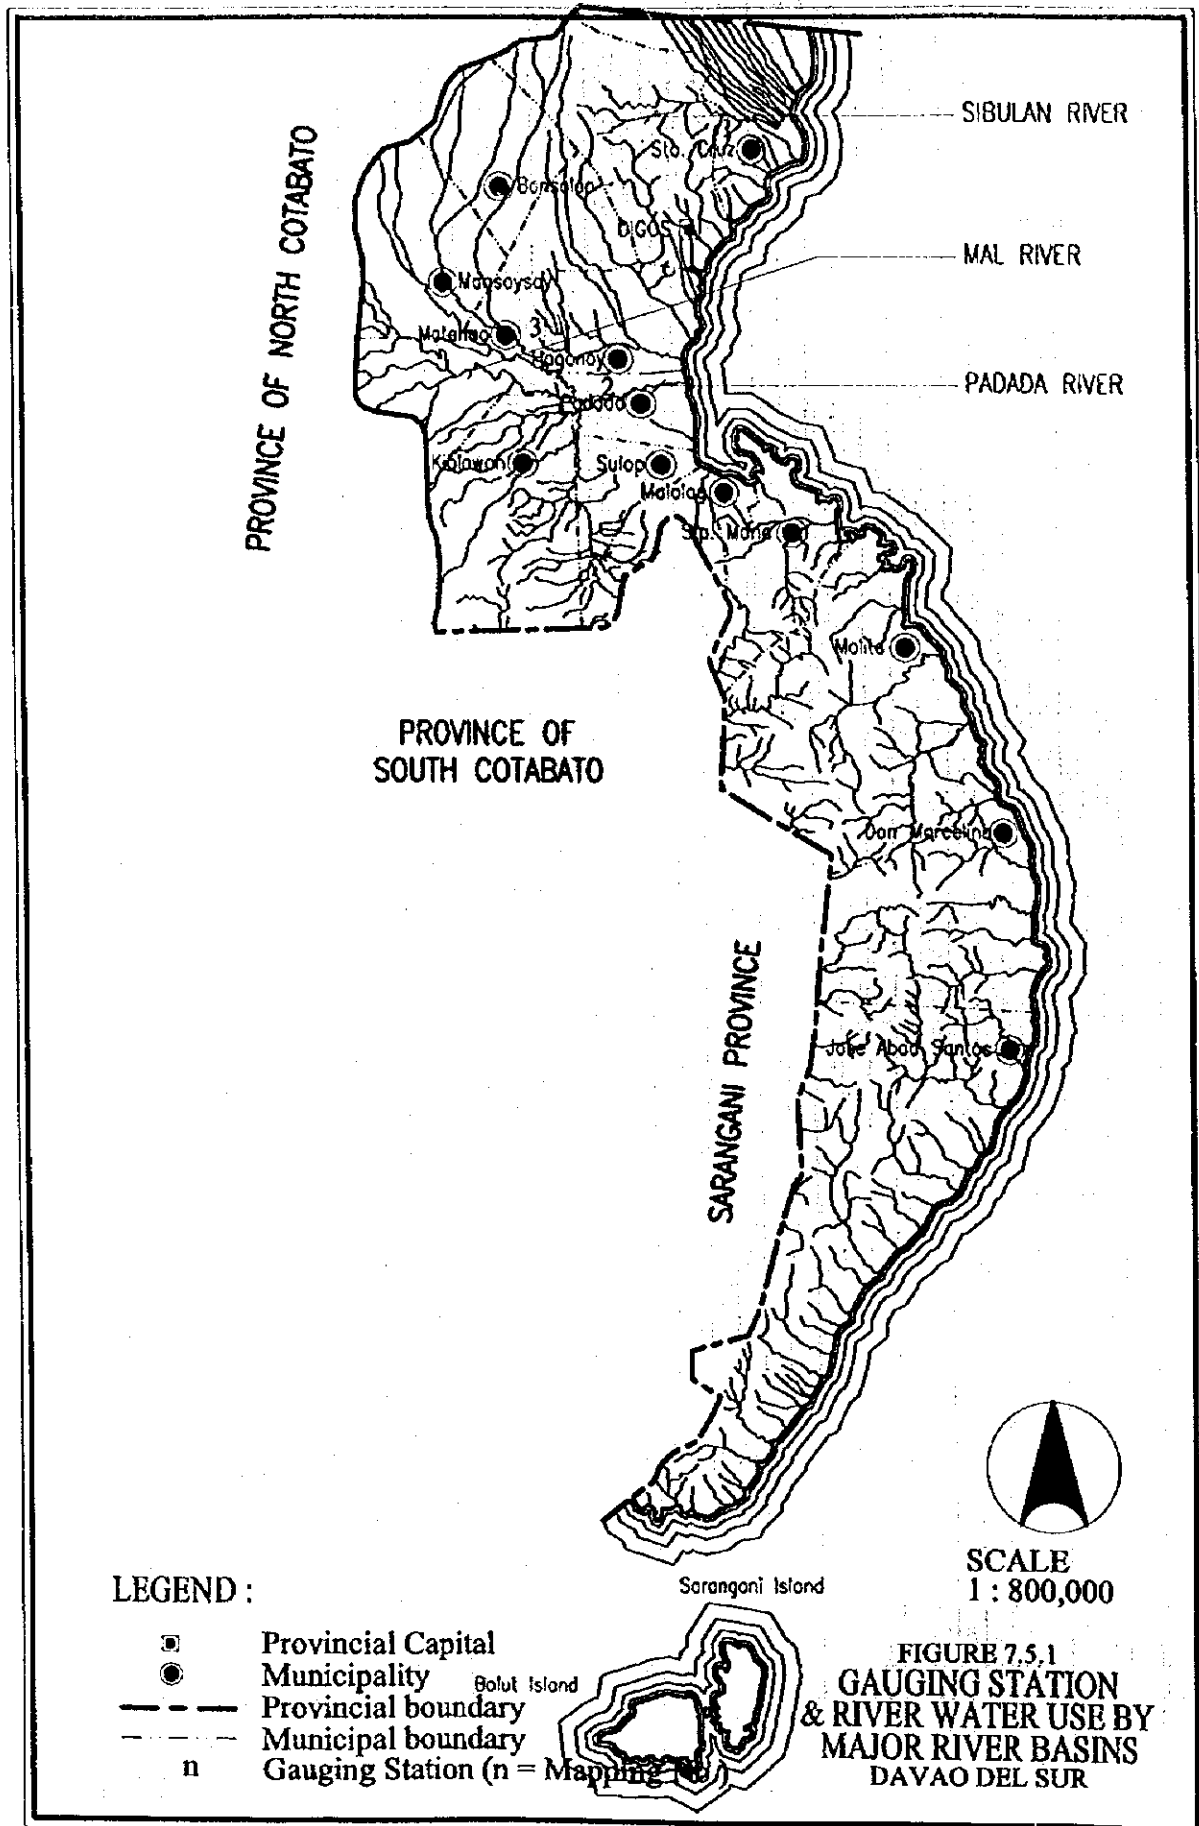 SIBULAN RIVER
Sta. Cruz
Bansalan
PROVINCE OF NORTH COTABATO
DIGOS
MAL RIVER
Magsaysay
Matanao
3
Hagonoy
PADADA RIVER
2
Padada
Kiblawan
Sulop
Malalag
Sta. Maria
Malita
PROVINCE OF
SOUTH COTABATO
Don Marcelino
SARANGANI PROVINCE
Jose Abad Santos
SCALE
1 : 800,000
Sarangani Island
LEGEND :
Provincial Capital
Municipality
Balut Island
Provincial boundary
Municipal boundary
n Gauging Station (n = Mapping
FIGURE 7.5.1
GAUGING STATION
& RIVER WATER USE BY
MAJOR RIVER BASINS
DAVAO DEL SUR